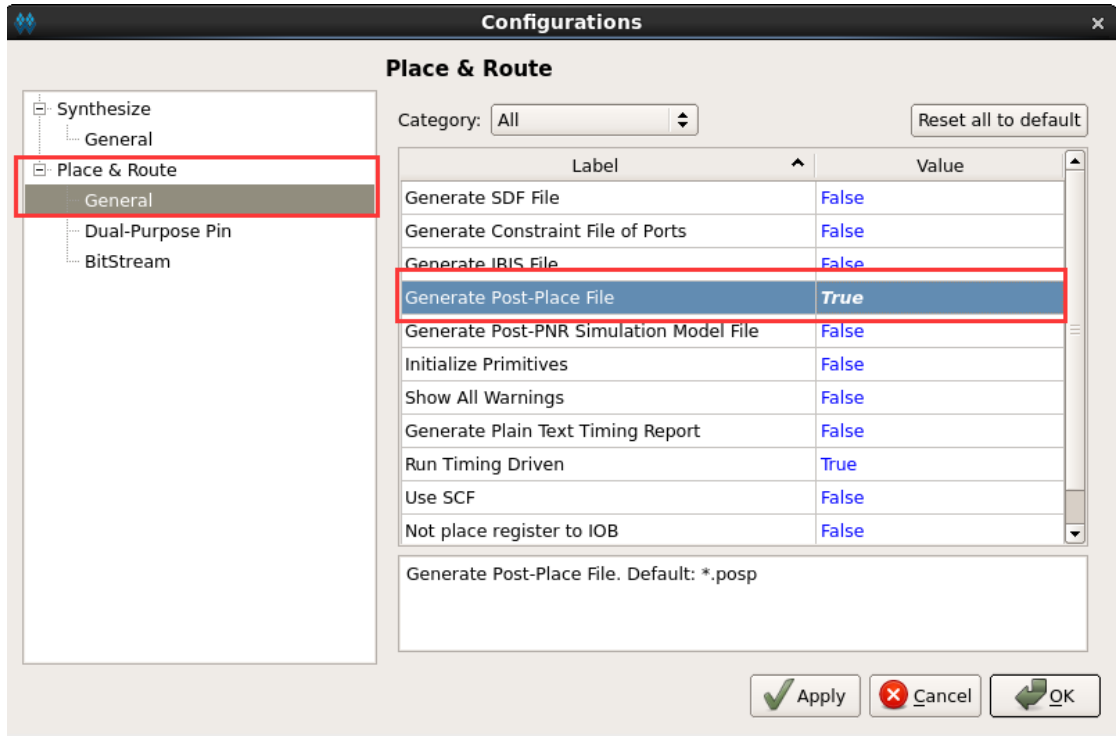 Configurations
Place & Route
Synthesize
General
Place & Route
General
Dual-Purpose Pin
BitStream
Category: All
Reset all to default
Label Value
Generate SDF File False
Generate Constraint File of Ports False
Generate IBIS File False
Generate Post-Place File True
Generate Post-PNR Simulation Model File False
Initialize Primitives False
Show All Warnings False
Generate Plain Text Timing Report False
Run Timing Driven True
Use SCF False
Not place register to IOB False
Generate Post-Place File. Default: *.posp
Apply Cancel OK